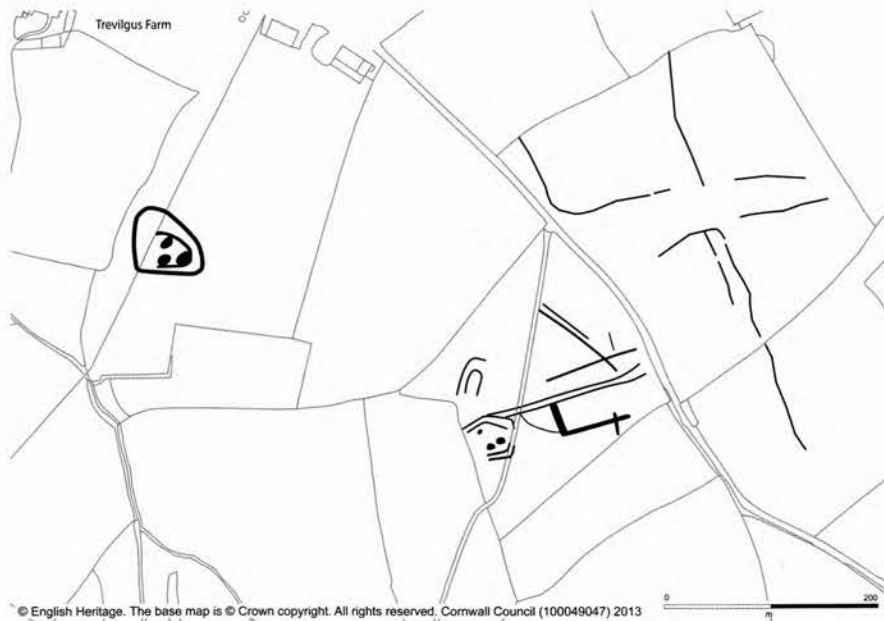 Trevilgus Farm
0 200
m
© English Heritage. The base map is © Crown copyright. All rights reserved. Cornwall Council (100049047) 2013